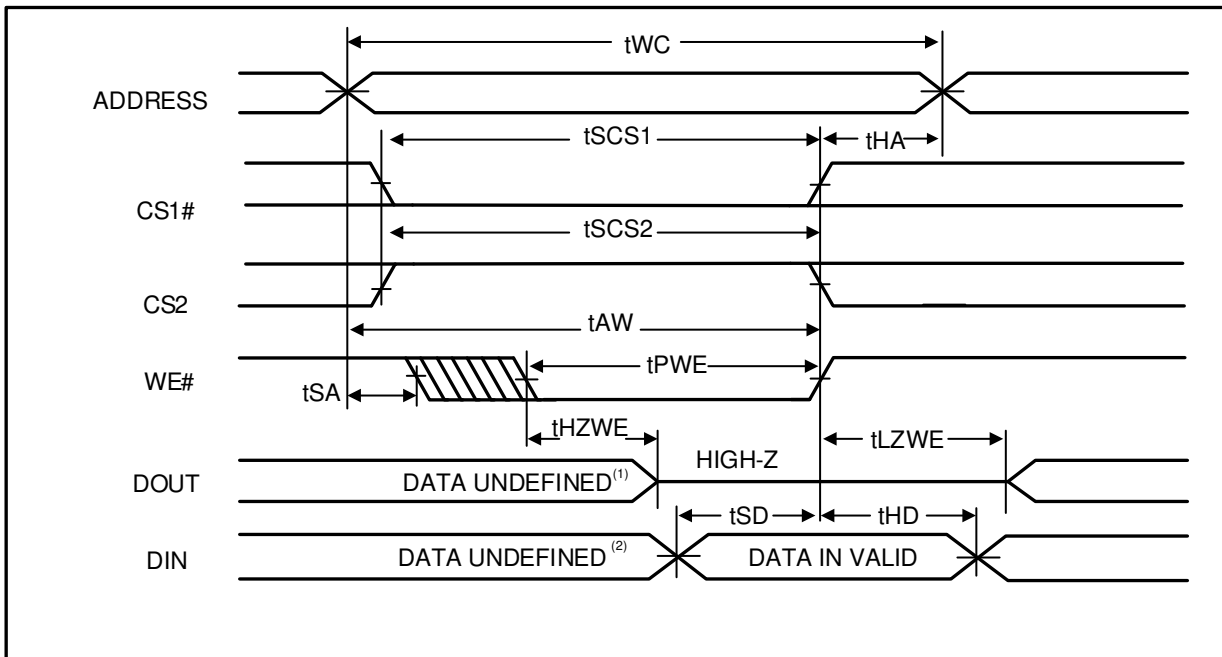 tWC
ADDRESS
tSCS1
tHA
CS1#
tSCS2
CS2
tAW
WE#
tPWE
tSA
tHZWE
tLZWE
HIGH-Z
DOUT
DATA UNDEFINED(1)
tSD
tHD
DIN
DATA UNDEFINED (2)
DATA IN VALID